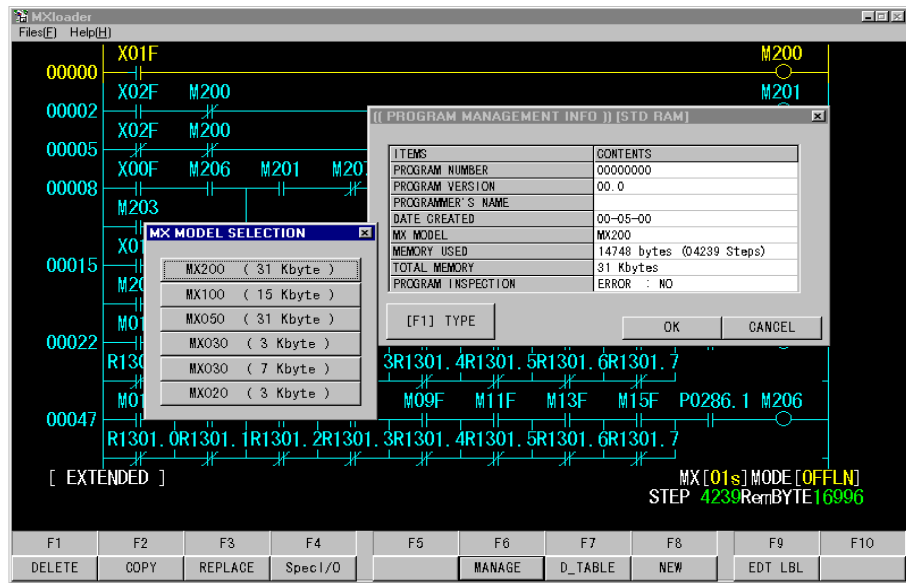 MXloader
Files(F) Help(H)
X01F M200
00000
X02F M200 M201
00002
X02F M200
00005
X00F M206 M201 M207
00008
M203
X01
00015
M20
M01
00022
R130 3R1301.4R1301.5R1301.6R1301.7
M01 M09F M11F M13F M15F P0286.1 M206
00047
R1301.0R1301.1R1301.2R1301.3R1301.4R1301.5R1301.6R1301.7
[ EXTENDED ] MX[01s]MODE[OFFLN]
STEP 4239RemBYTE16996
(( PROGRAM MANAGEMENT INFO )) [STD RAM]
ITEMS CONTENTS
PROGRAM NUMBER 00000000
PROGRAM VERSION 00.0
PROGRAMMER'S NAME
DATE CREATED 00-05-00
MX MODEL MX200
MEMORY USED 14748 bytes (04239 Steps)
TOTAL MEMORY 31 Kbytes
PROGRAM INSPECTION ERROR : NO
[F1] TYPE OK CANCEL
MX MODEL SELECTION
MX200 ( 31 Kbyte )
MX100 ( 15 Kbyte )
MX050 ( 31 Kbyte )
MX030 ( 3 Kbyte )
MX030 ( 7 Kbyte )
MX020 ( 3 Kbyte )
F1 F2 F3 F4 F5 F6 F7 F8 F9 F10
DELETE COPY REPLACE SpecI/O MANAGE D_TABLE NEW EDT LBL